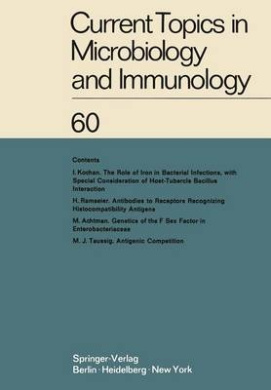 Current Topics in
Microbiology
and Immunology
60
Contents
I. Kochan. The Role of Iron in Bacterial Infections, with
Special Consideration of Host-Tubercle Bacillus
Interaction
H. Ramseier. Antibodies to Receptors Recognizing
Histocompatibility Antigens
M. Achtman. Genetics of the F Sex Factor in
Enterobacteriaceae
M. J. Taussig. Antigenic Competition
Springer-Verlag
Berlin · Heidelberg · New York